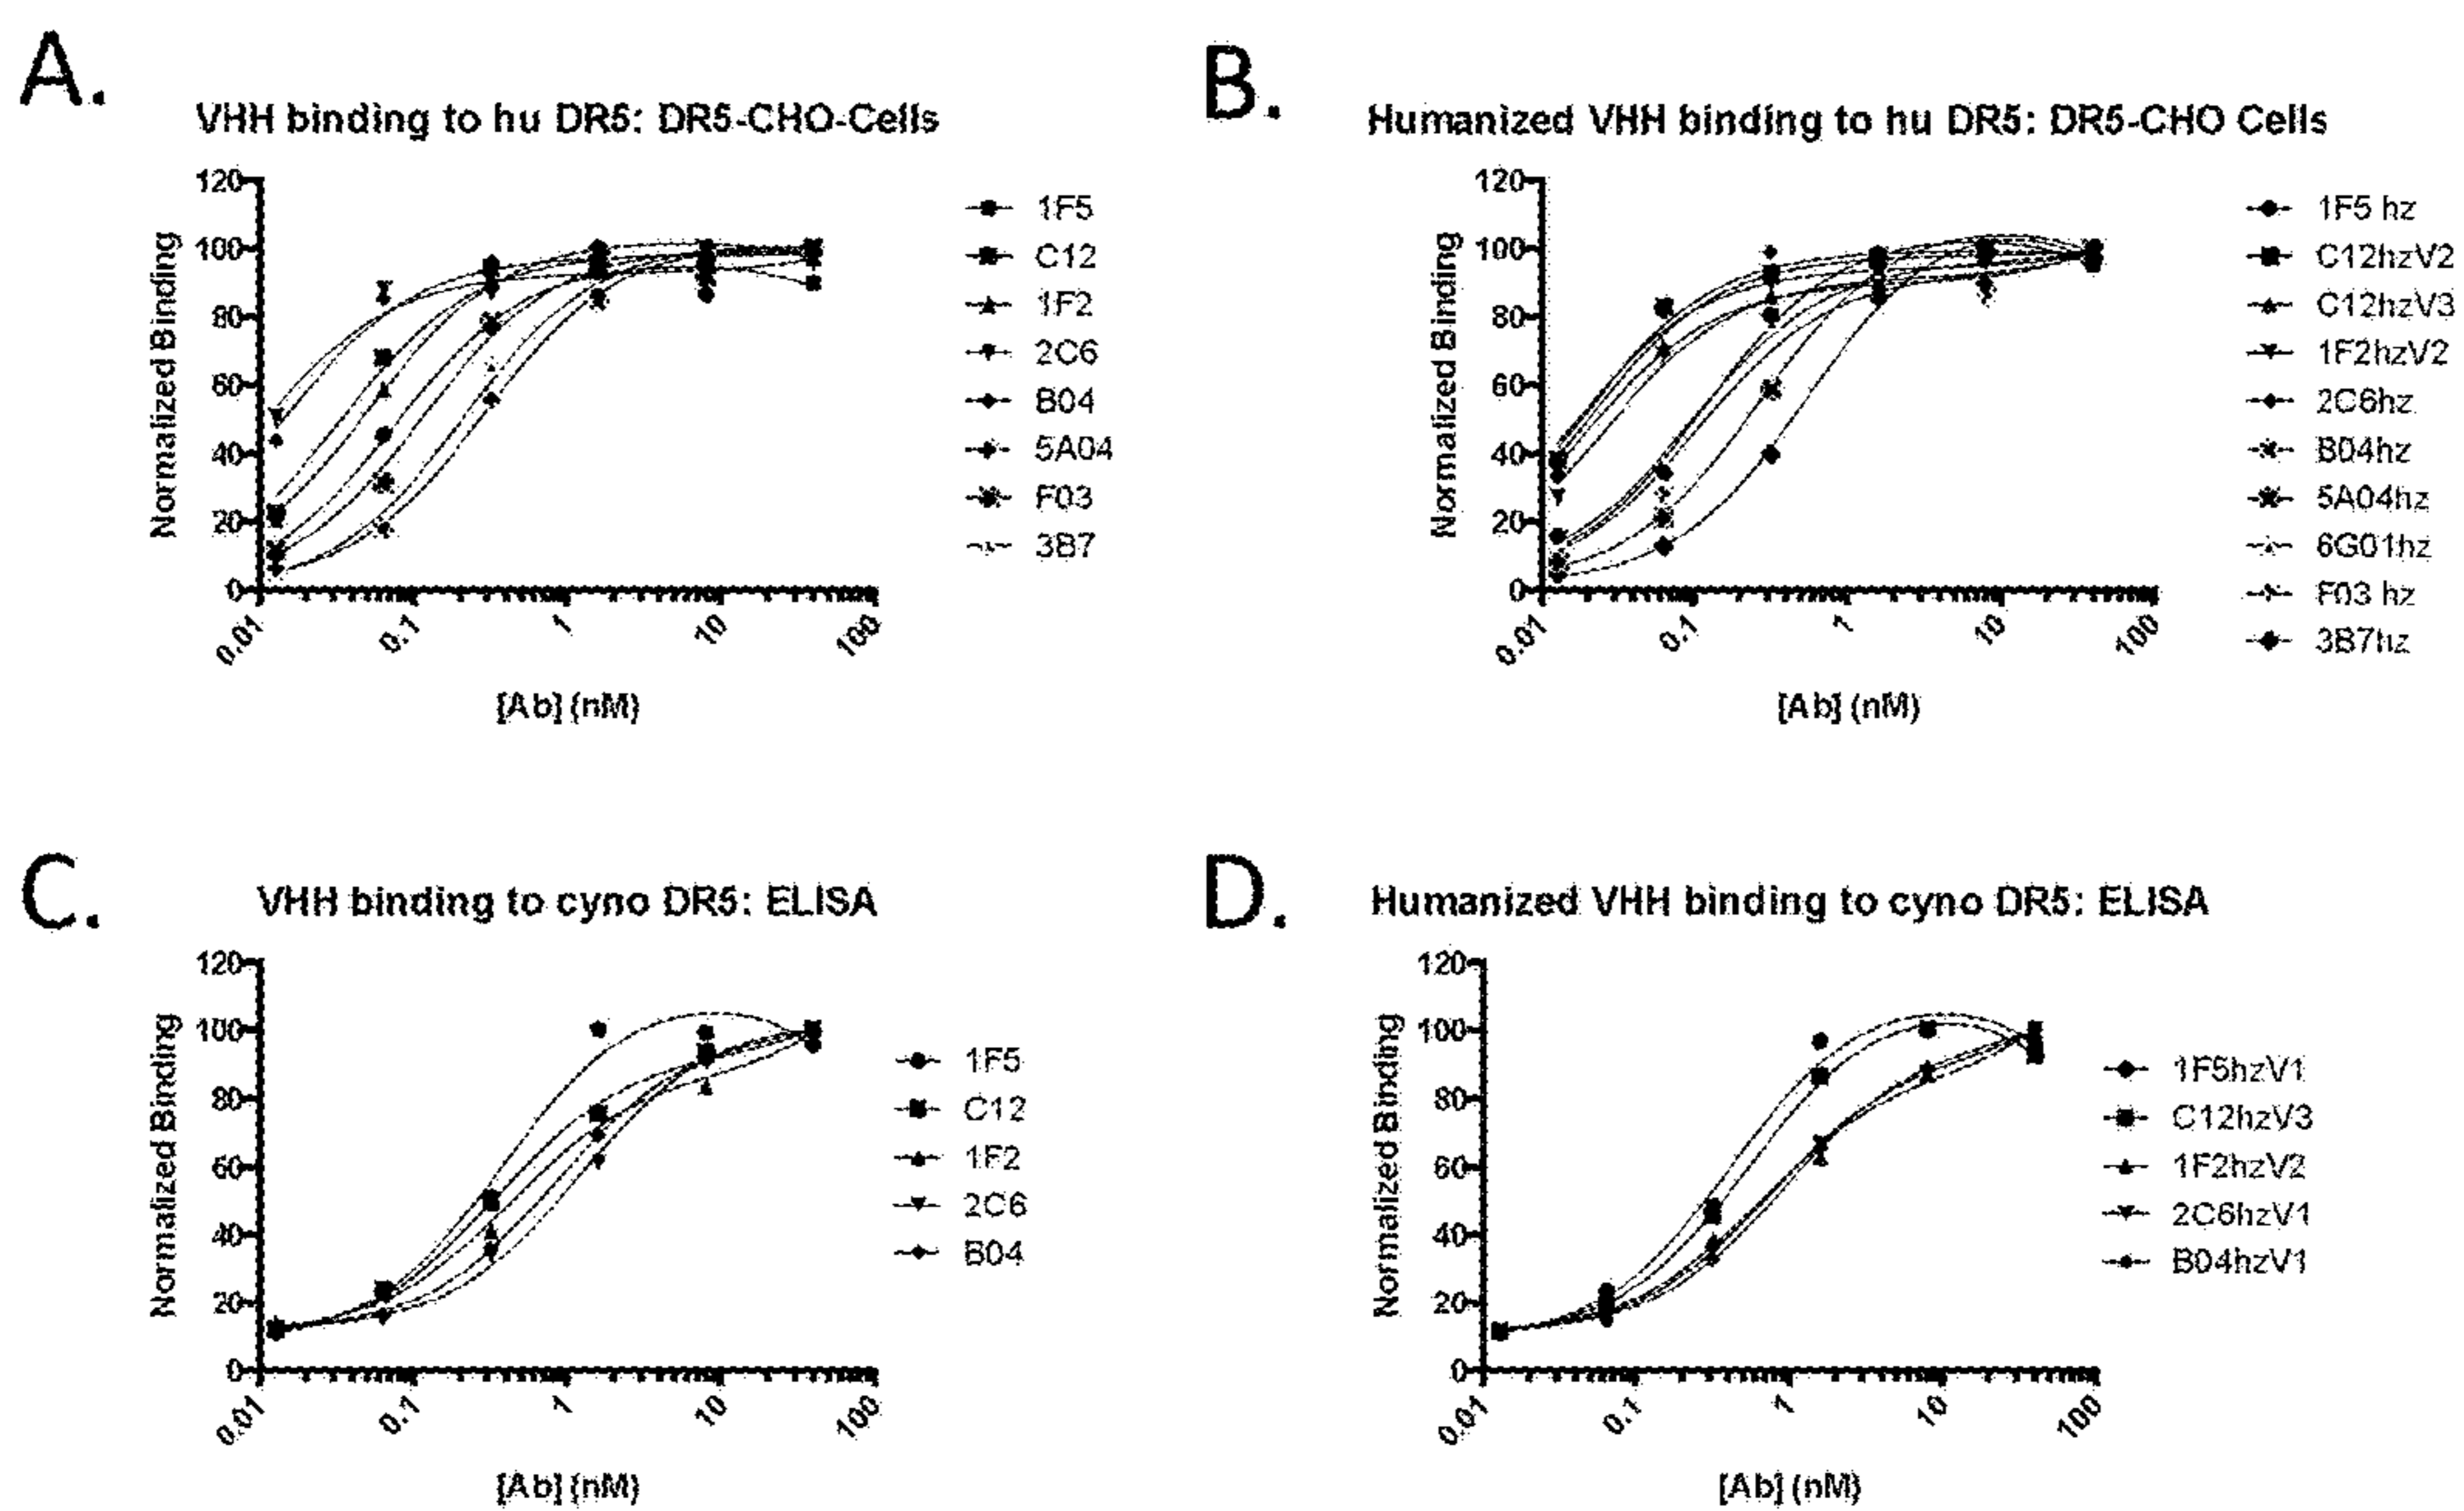 A.
VHH binding to hu DR5: DR5-CHO-Cells
Normalized Binding
120
100
80
60
40
20
0
0.01
0.1
1
10
100
[Ab] (nM)
1F5
C12
1F2
2C6
B04
5A04
F03
3B7
B.
Humanized VHH binding to hu DR5: DR5-CHO Cells
Normalized Binding
120
100
80
60
40
20
0
0.01
0.1
1
10
100
[Ab] (nM)
1F5 hz
C12hzV2
C12hzV3
1F2hzV2
2C6hz
B04hz
5A04hz
6G01hz
F03 hz
3B7hz
C.
VHH binding to cyno DR5: ELISA
Normalized Binding
120
100
80
60
40
20
0
0.01
0.1
1
10
100
[Ab] (nM)
1F5
C12
1F2
2C6
B04
D.
Humanized VHH binding to cyno DR5: ELISA
Normalized Binding
120
100
80
60
40
20
0
0.01
0.1
1
10
100
[Ab] (nM)
1F5hzV1
C12hzV3
1F2hzV2
2C6hzV1
B04hzV1